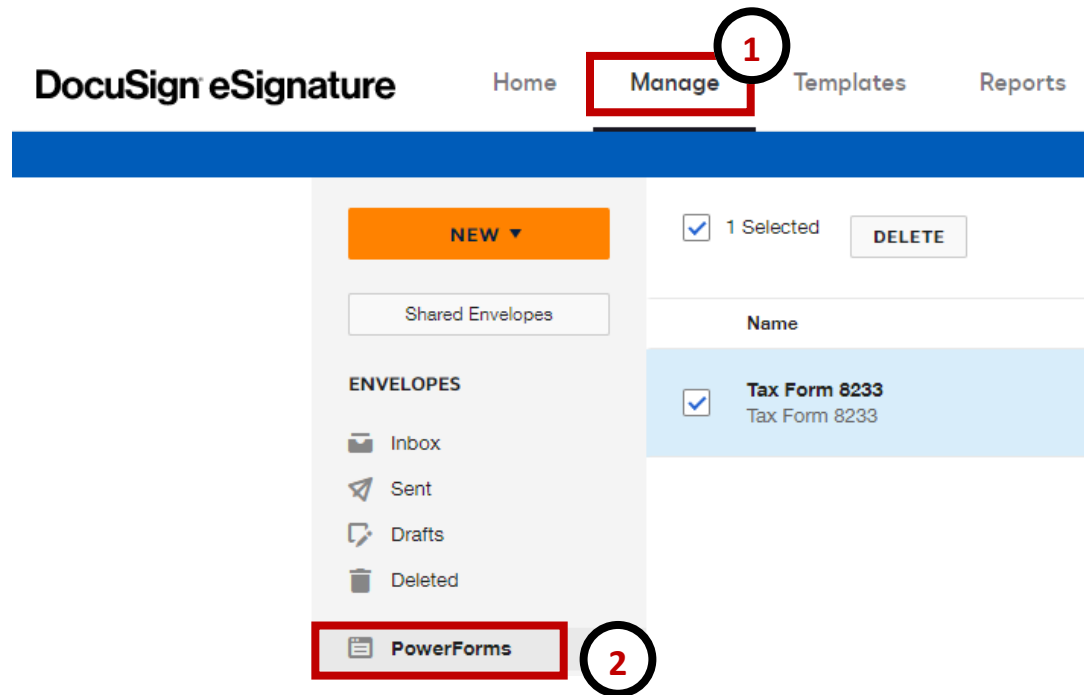 1
DocuSign eSignature Home Manage Templates Reports
NEW
1 Selected DELETE
Shared Envelopes
Name
ENVELOPES
Tax Form 8233
Tax Form 8233
Inbox
Sent
Drafts
Deleted
PowerForms 2